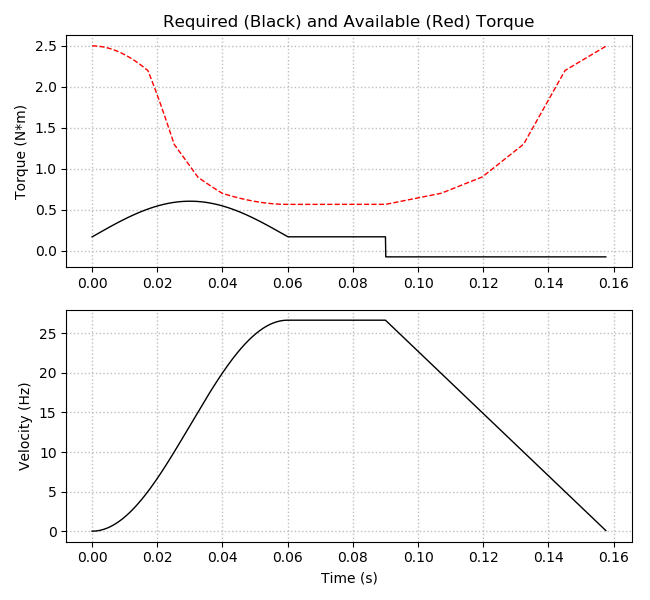 Required (Black) and Available (Red) Torque
Torque (N*m)
2.5
2.0
1.5
1.0
0.5
0.0
0.00 0.02 0.04 0.06 0.08 0.10 0.12 0.14 0.16
Velocity (Hz)
25
20
15
10
5
0
0.00 0.02 0.04 0.06 0.08 0.10 0.12 0.14 0.16
Time (s)